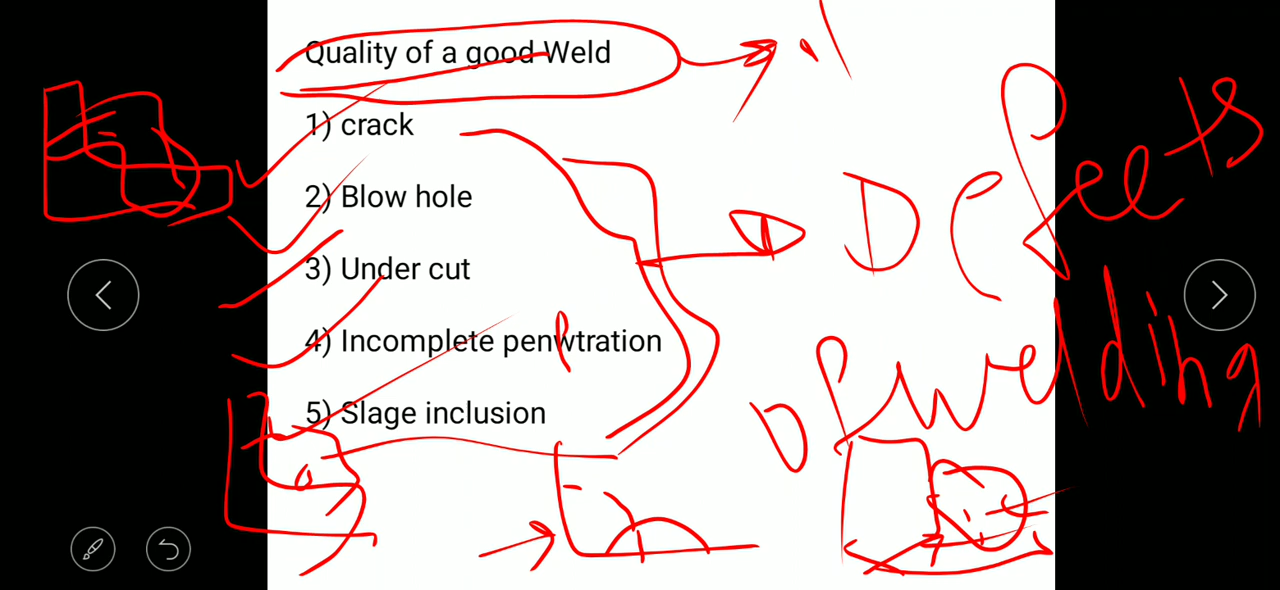 Quality of a good Weld
1) crack
2) Blow hole
3) Under cut
4) Incomplete penwtration
5) Slage inclusion
Defects
of welding